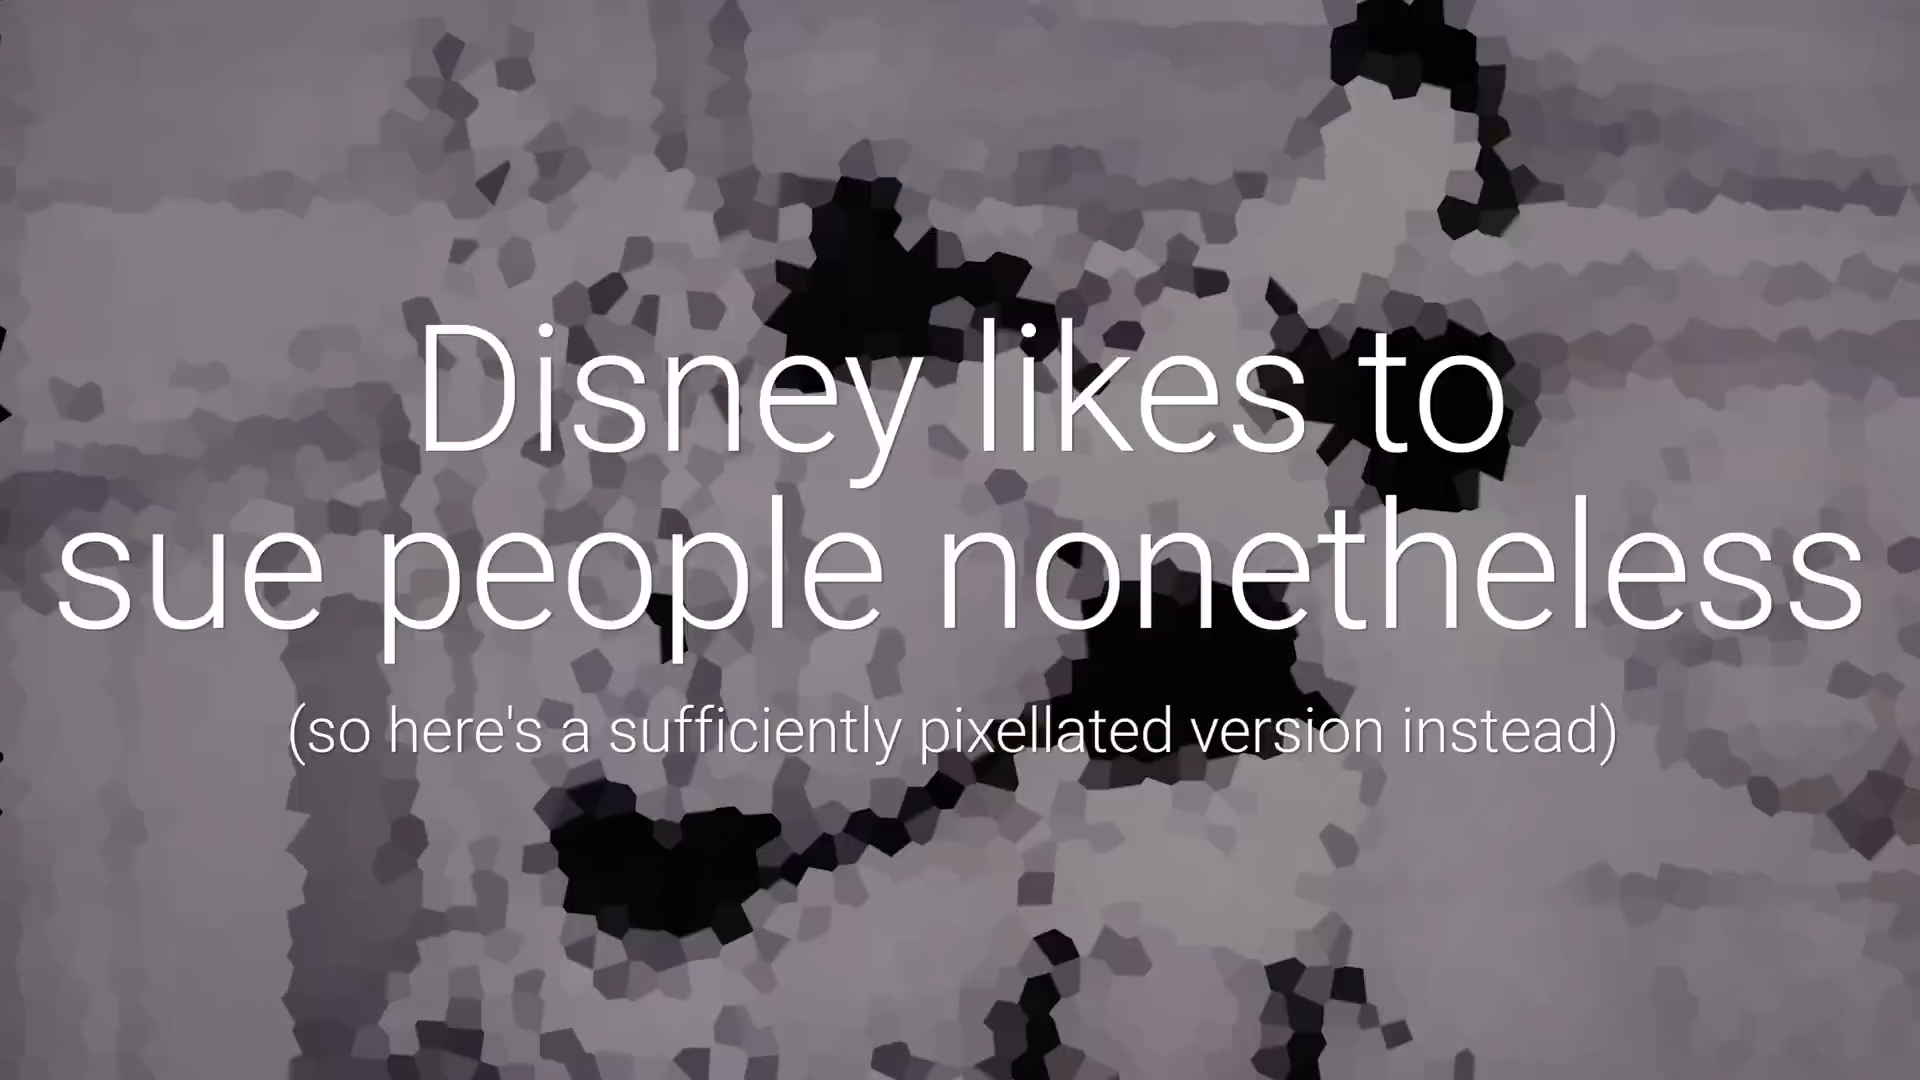 Disney likes to
sue people nonetheless
(so here's a sufficiently pixellated version instead)